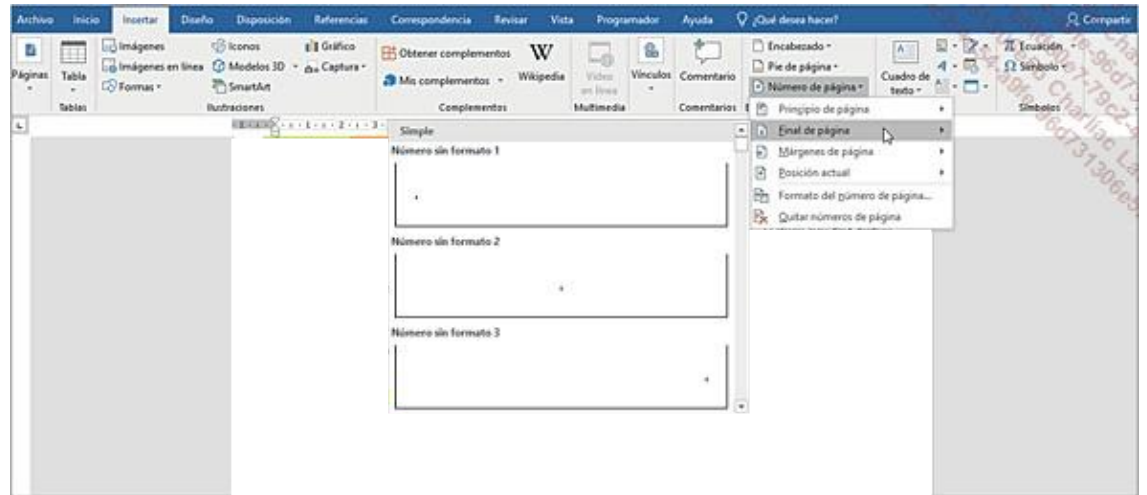 Archivo Inicio Insertar Diseño Disposición Referencias Correspondencia Revisar Vista Programador Ayuda ¿Qué desea hacer? Compartir
Páginas
Tabla
Tablas
Imágenes
Imágenes en línea
Formas
Iconos
Modelos 3D
SmartArt
Gráfico
Captura
Ilustraciones
Obtener complementos
Mis complementos
Wikipedia
Complementos
Vídeo
en línea
Multimedia
Vínculos
Comentario
Comentarios
Encabezado
Pie de página
Número de página
Cuadro de
texto
Ecuación
Símbolo
Símbolos
Principio de página
Final de página
Márgenes de página
Posición actual
Formato del número de página...
Quitar números de página
Simple
Número sin formato 1
Número sin formato 2
Número sin formato 3